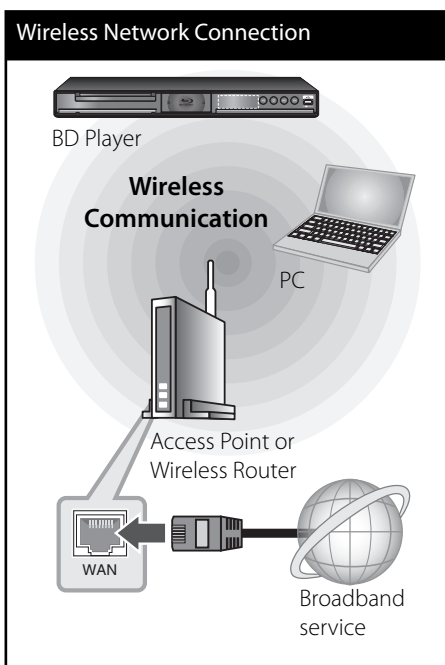 Wireless Network Connection
BD Player
Wireless
Communication
PC
Access Point or
Wireless Router
WAN
Broadband
service